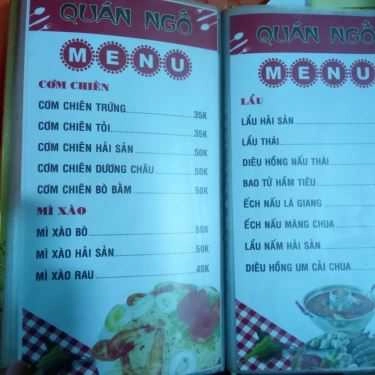 QUÁN NGÔ
MENU
CƠM CHIÊN
CƠM CHIÊN TRỨNG 35K
CƠM CHIÊN TỎI 35K
CƠM CHIÊN HẢI SẢN 50K
CƠM CHIÊN DƯƠNG CHÂU 50K
CƠM CHIÊN BÒ BẰM 50K
MÌ XÀO
MÌ XÀO BÒ 50K
MÌ XÀO HẢI SẢN 50K
MÌ XÀO RAU 40K
QUÁN NGÔ
MENU
LẨU
LẨU HẢI SẢN
LẨU THÁI
DIÊU HỒNG NẤU THÁI
BAO TỬ HẦM TIÊU
ẾCH NẤU LÁ GIANG
ẾCH NẤU MĂNG CHUA
LẨU NẤM HẢI SẢN
DIÊU HỒNG UM CẢI CHUA